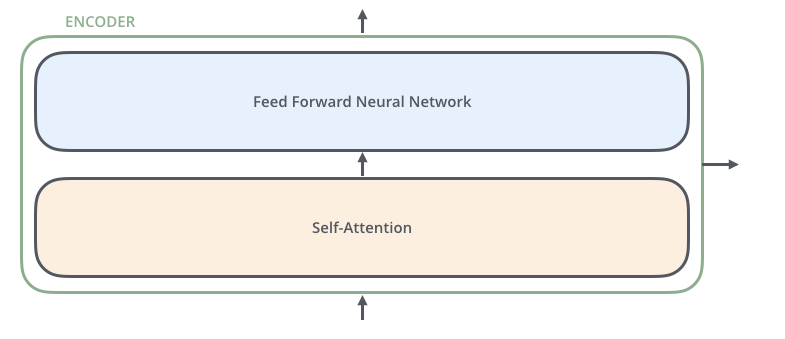 ENCODER
Feed Forward Neural Network
Self-Attention